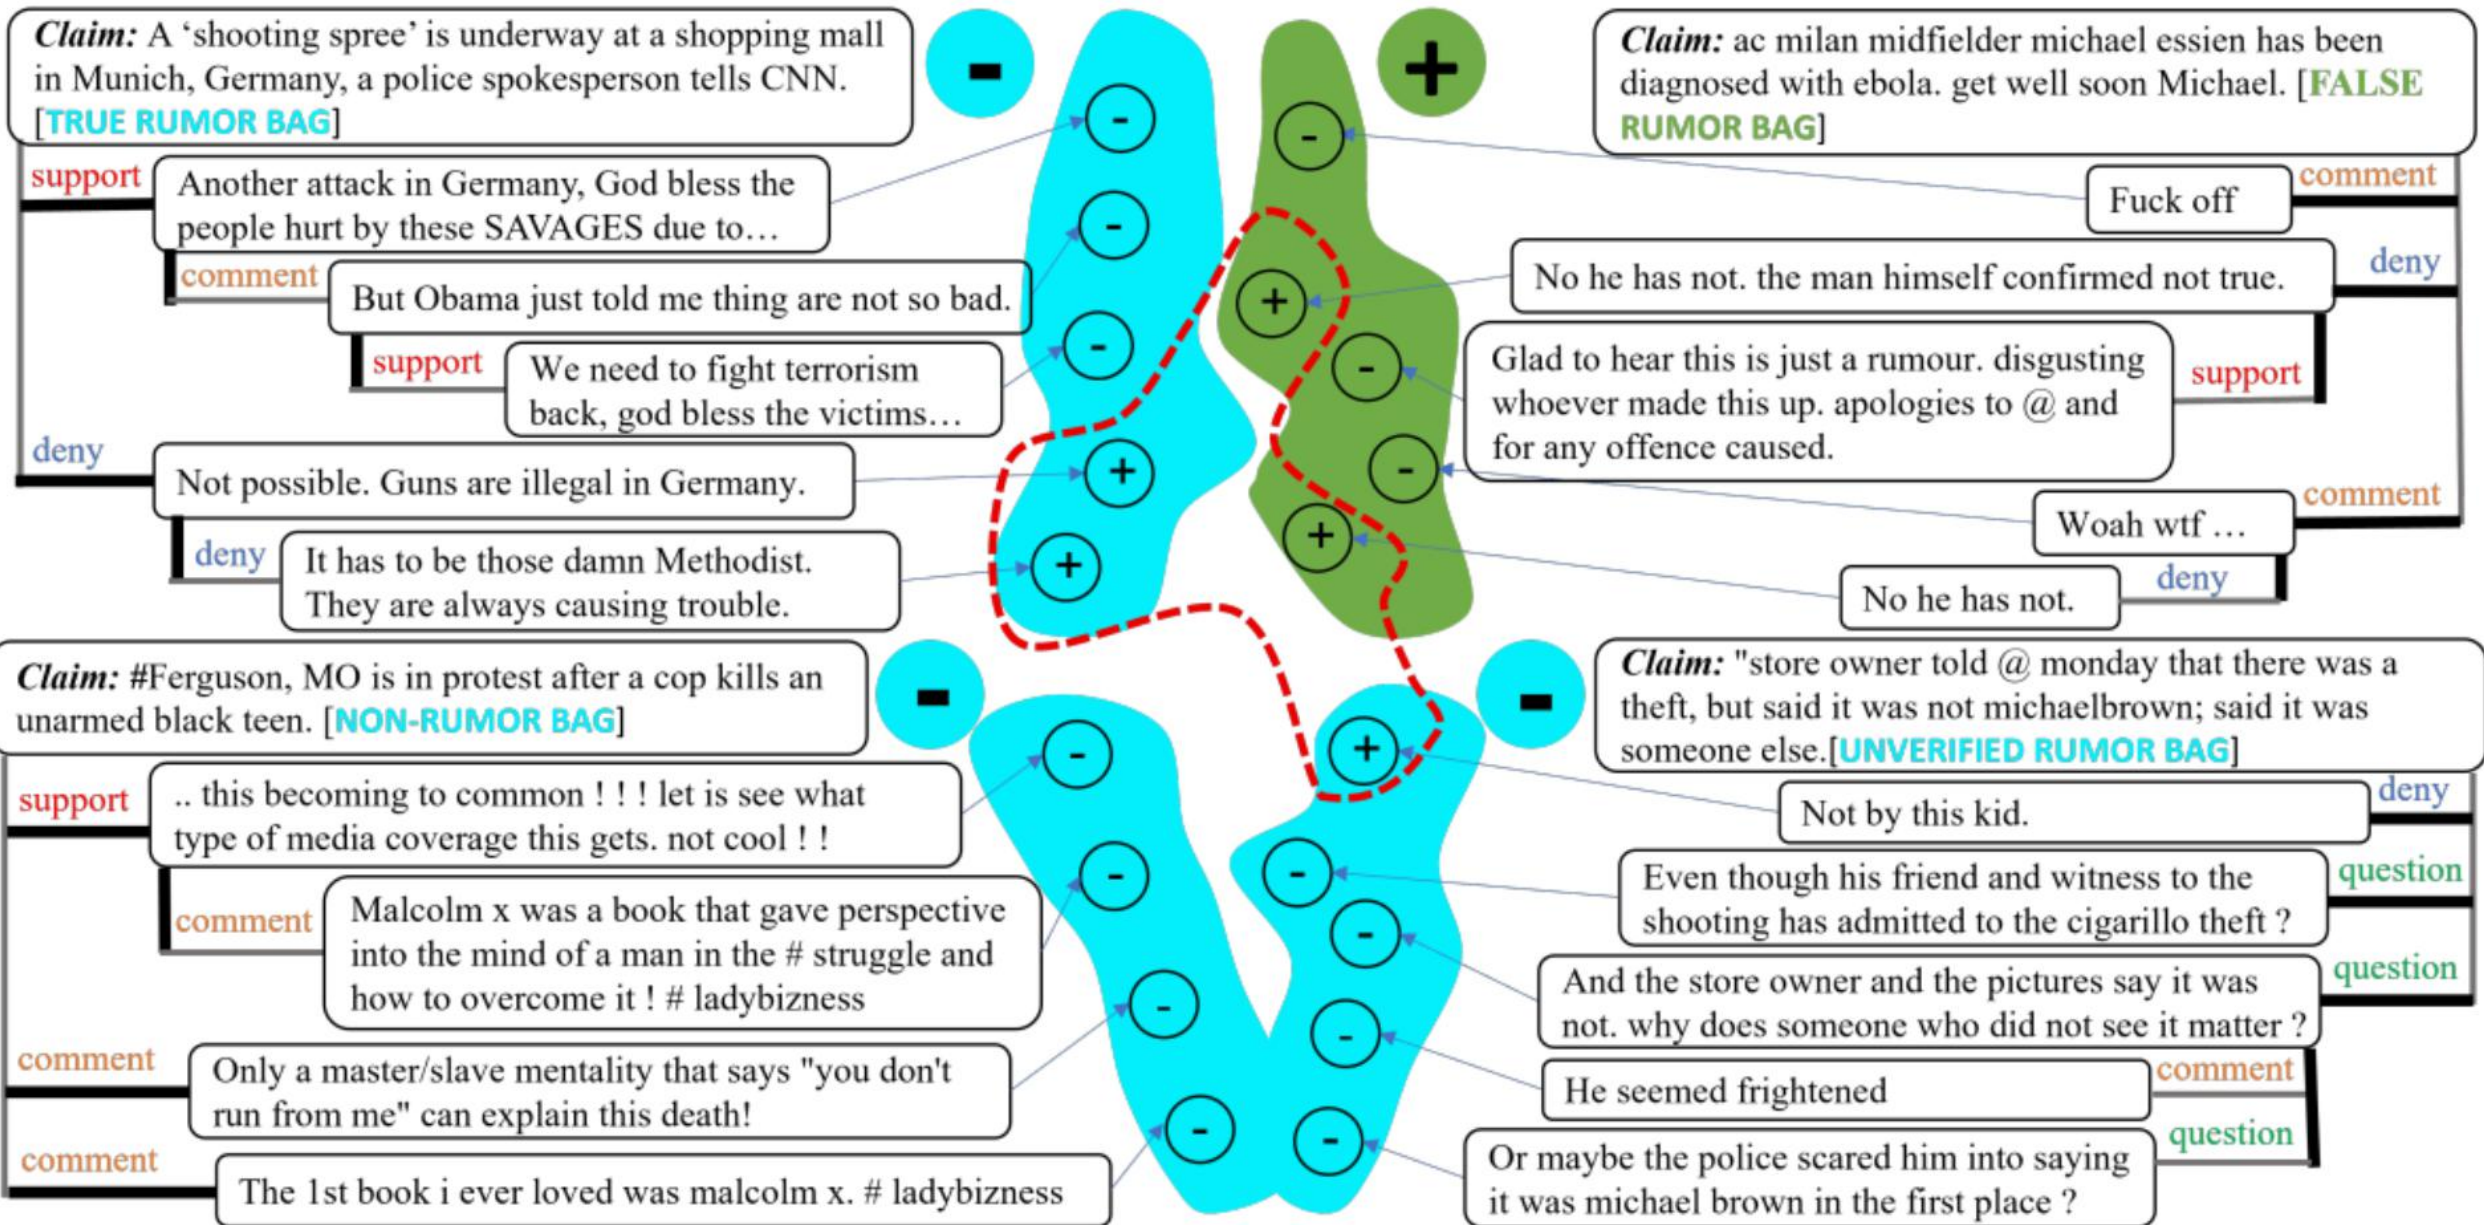 Claim: A ‘shooting spree’ is underway at a shopping mall
in Munich, Germany, a police spokesperson tells CNN.
[TRUE RUMOR BAG]
support
Another attack in Germany, God bless the
people hurt by these SAVAGES due to…
comment
But Obama just told me thing are not so bad.
support
We need to fight terrorism
back, god bless the victims…
deny
Not possible. Guns are illegal in Germany.
deny
It has to be those damn Methodist.
They are always causing trouble.
-
-
-
-
+
+
+
Claim: ac milan midfielder michael essien has been
diagnosed with ebola. get well soon Michael. [FALSE
RUMOR BAG]
comment
Fuck off
deny
No he has not. the man himself confirmed not true.
support
Glad to hear this is just a rumour. disgusting
whoever made this up. apologies to @ and
for any offence caused.
comment
Woah wtf …
deny
No he has not.
-
+
-
-
+
Claim: #Ferguson, MO is in protest after a cop kills an
unarmed black teen. [NON-RUMOR BAG]
support
.. this becoming to common ! ! ! let is see what
type of media coverage this gets. not cool ! !
comment
Malcolm x was a book that gave perspective
into the mind of a man in the # struggle and
how to overcome it ! # ladybizness
comment
Only a master/slave mentality that says "you don't
run from me" can explain this death!
comment
The 1st book i ever loved was malcolm x. # ladybizness
-
-
-
-
-
-
Claim: "store owner told @ monday that there was a
theft, but said it was not michaelbrown; said it was
someone else.[UNVERIFIED RUMOR BAG]
deny
Not by this kid.
question
Even though his friend and witness to the
shooting has admitted to the cigarillo theft ?
question
And the store owner and the pictures say it was
not. why does someone who did not see it matter ?
comment
He seemed frightened
question
Or maybe the police scared him into saying
it was michael brown in the first place ?
+
-
-
-
-